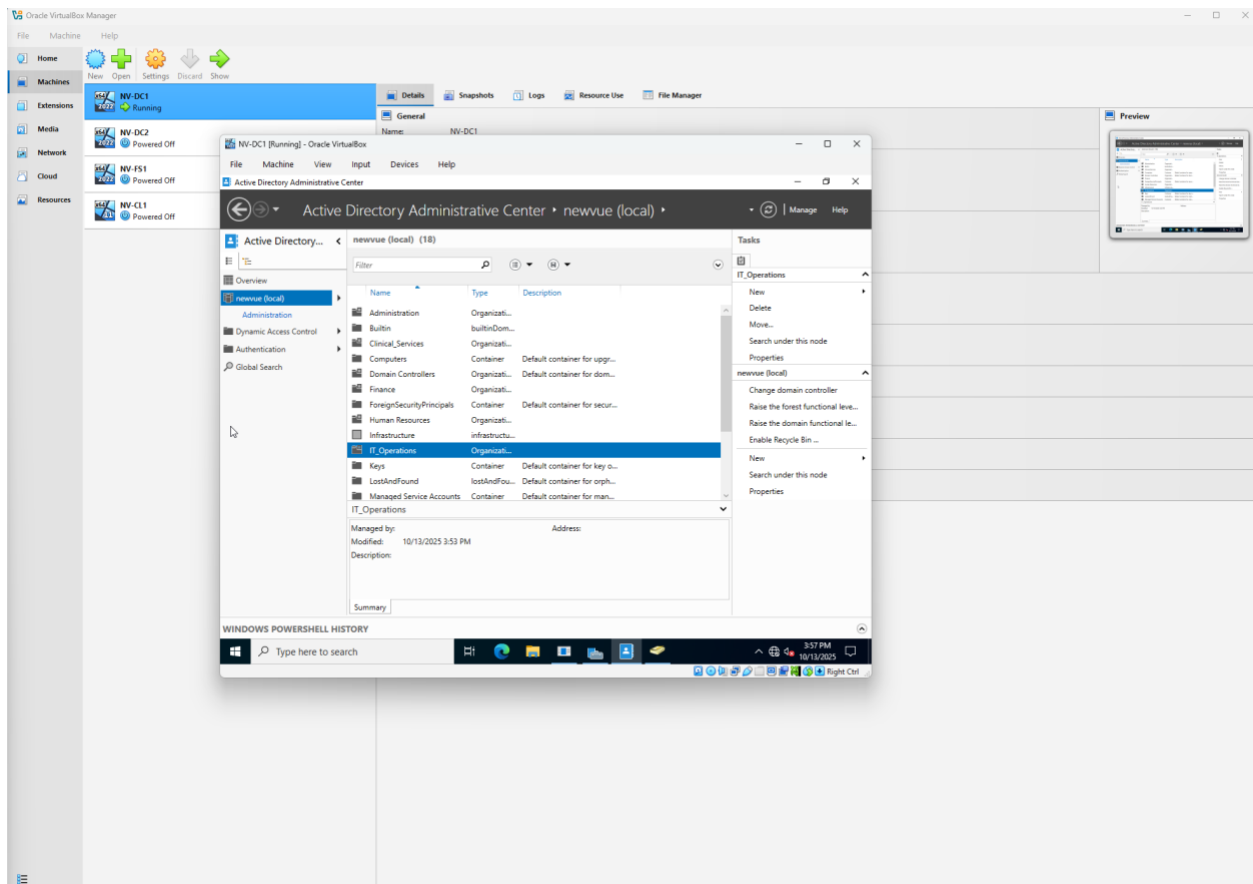 Oracle VirtualBox Manager
File Machine Help
Home
Machines
Extensions
Media
Network
Cloud
Resources
New Open Settings Discard Show
NV-DC1
Running
NV-DC2
Powered Off
NV-FS1
Powered Off
NV-CL1
Powered Off
Details Snapshots Logs Resource Use File Manager
General
Name: NV-DC1
Preview
NV-DC1 [Running] - Oracle VirtualBox
File Machine View Input Devices Help
Active Directory Administrative Center
Active Directory Administrative Center • newvue (local) •
Manage Help
Active Directory...
Overview
newvue (local)
Administration
Dynamic Access Control
Authentication
Global Search
newvue (local) (18)
Filter
Name Type Description
Administration Organizati...
Builtin builtinDom...
Clinical_Services Organizati...
Computers Container Default container for upgr...
Domain Controllers Organizati... Default container for dom...
Finance Organizati...
ForeignSecurityPrincipals Container Default container for secur...
Human Resources Organizati...
Infrastructure infrastructu...
IT_Operations Organizati...
Keys Container Default container for key o...
LostAndFound lostAndFou... Default container for orph...
Managed Service Accounts Container Default container for man...
IT_Operations
Managed by: Address:
Modified: 10/13/2025 3:53 PM
Description:
Summary
Tasks
IT_Operations
New
Delete
Move...
Search under this node
Properties
newvue (local)
Change domain controller
Raise the forest functional leve...
Raise the domain functional le...
Enable Recycle Bin ...
New
Search under this node
Properties
WINDOWS POWERSHELL HISTORY
Type here to search
3:57 PM
10/13/2025
Right Ctrl